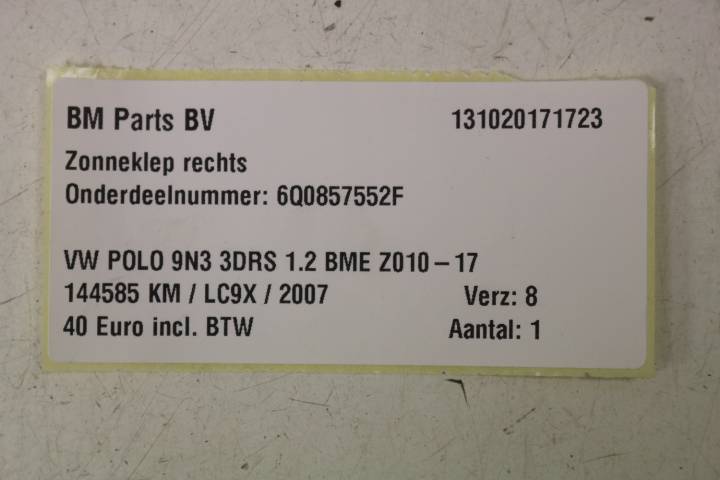 BM Parts BV 131020171723
Zonneklep rechts
Onderdeelnummer: 6Q0857552F
VW POLO 9N3 3DRS 1.2 BME Z010 – 17
144585 KM / LC9X / 2007 Verz: 8
40 Euro incl. BTW Aantal: 1